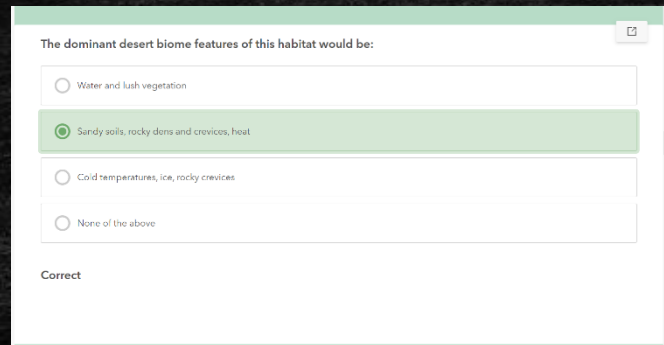 The dominant desert biome features of this habitat would be:
Water and lush vegetation
Sandy soils, rocky dens and crevices, heat
Cold temperatures, ice, rocky crevices
None of the above
Correct